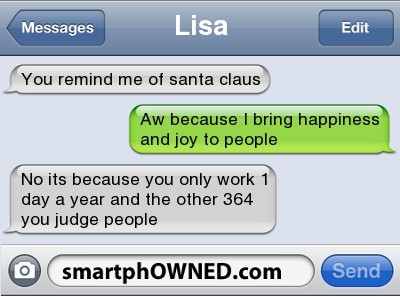 Messages
Lisa
Edit
You remind me of santa claus
Aw because I bring happiness
and joy to people
No its because you only work 1
day a year and the other 364
you judge people
smartphOWNED.com
Send